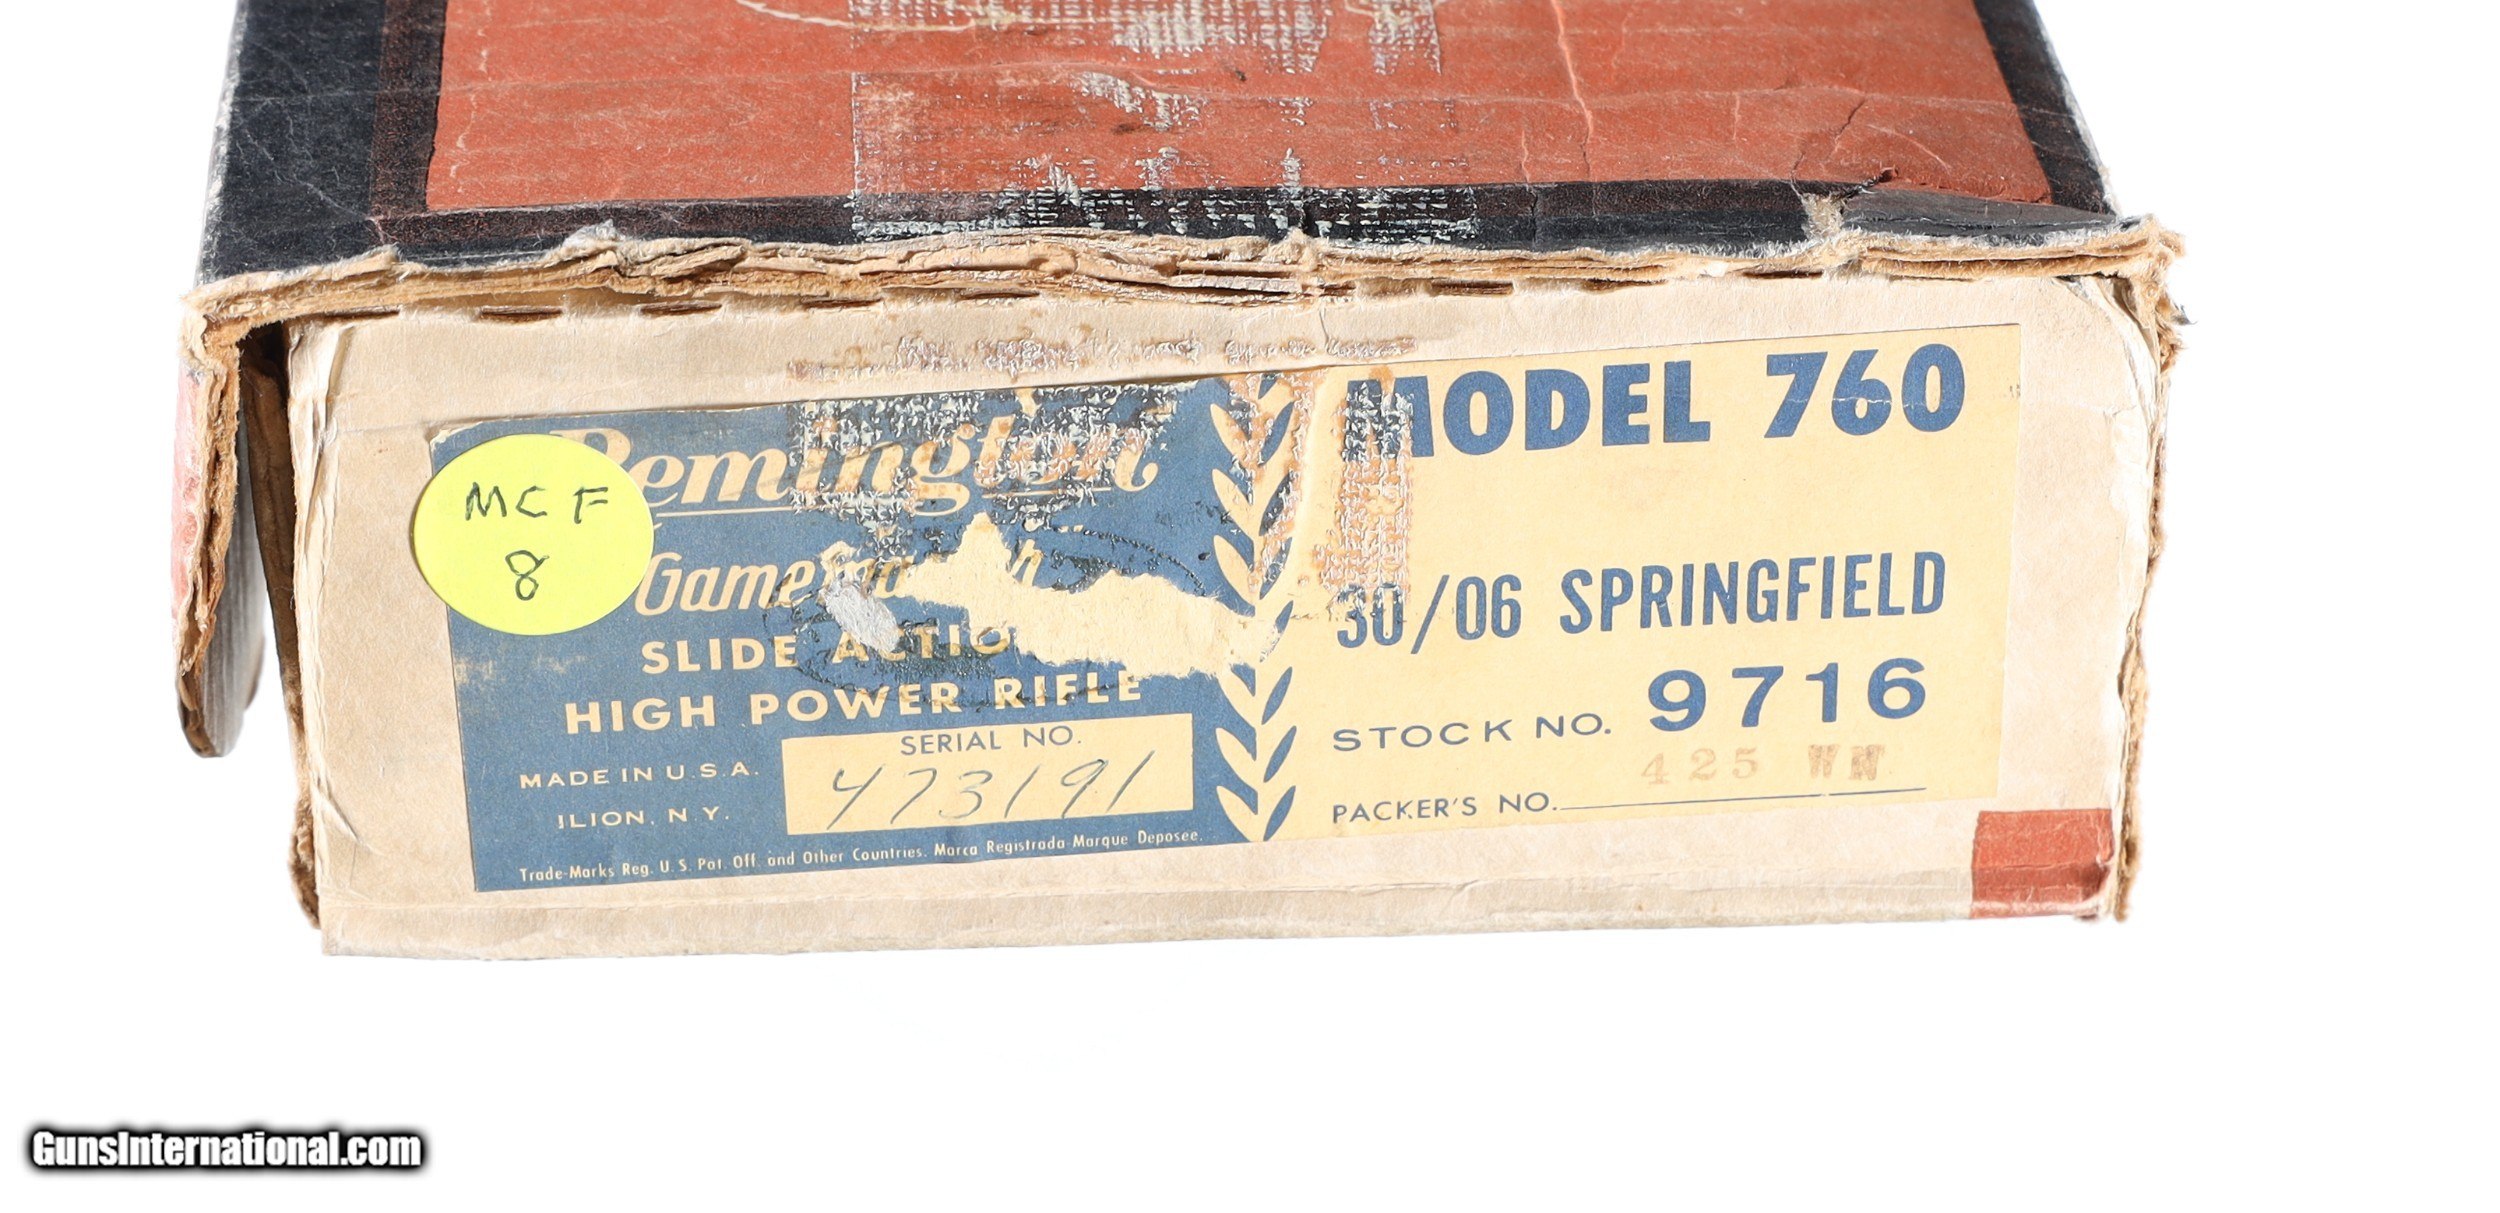 MCF
8
Remington
SLIDE ACTION
HIGH POWER RIFLE
SERIAL NO.
473191
MADE IN U.S.A.
ILION, N.Y.
Trade-Marks Reg. U.S. Pat. Off. and Other Countries. Marca Registrada-Marque Deposee.
MODEL 760
30/06 SPRINGFIELD
STOCK NO. 9716
425
PACKER'S NO.
GunsInternational.com